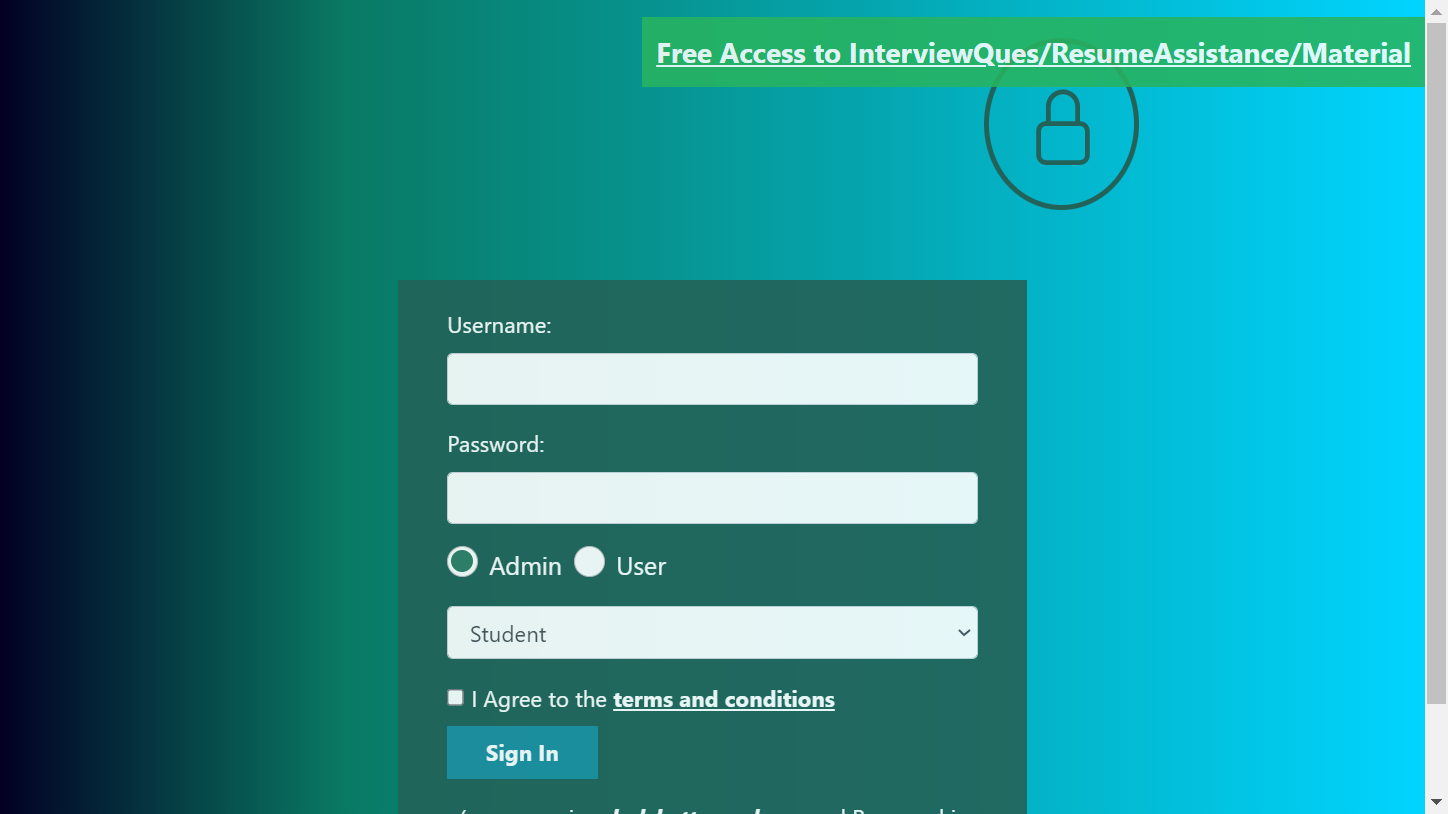 Free Access to InterviewQues/ResumeAssistance/Material
Username:
Password:
Admin User
Student
I Agree to the terms and conditions
Sign In